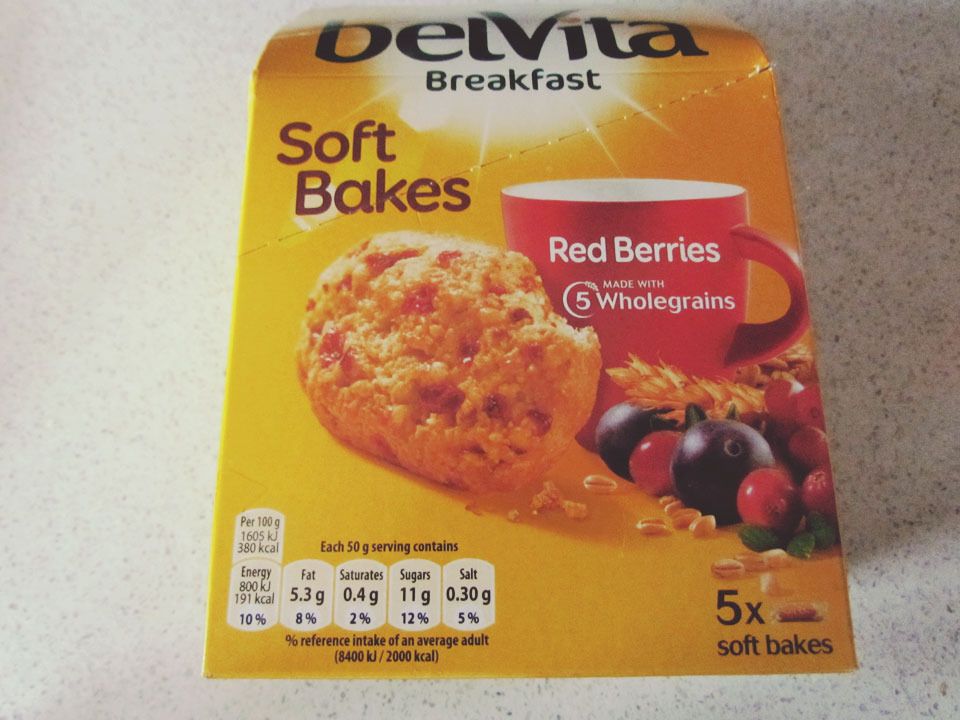 belVita
Breakfast
Soft
Bakes
Red Berries
MADE WITH
5 Wholegrains
Per 100 g
1605 kJ
380 kcal
Each 50 g serving contains
Energy
800 kJ
191 kcal
10%
Fat
5.3 g
8%
Saturates
0.4 g
2%
Sugars
11 g
12%
Salt
0.30 g
5%
% reference intake of an average adult
(8400 kJ / 2000 kcal)
5x
soft bakes